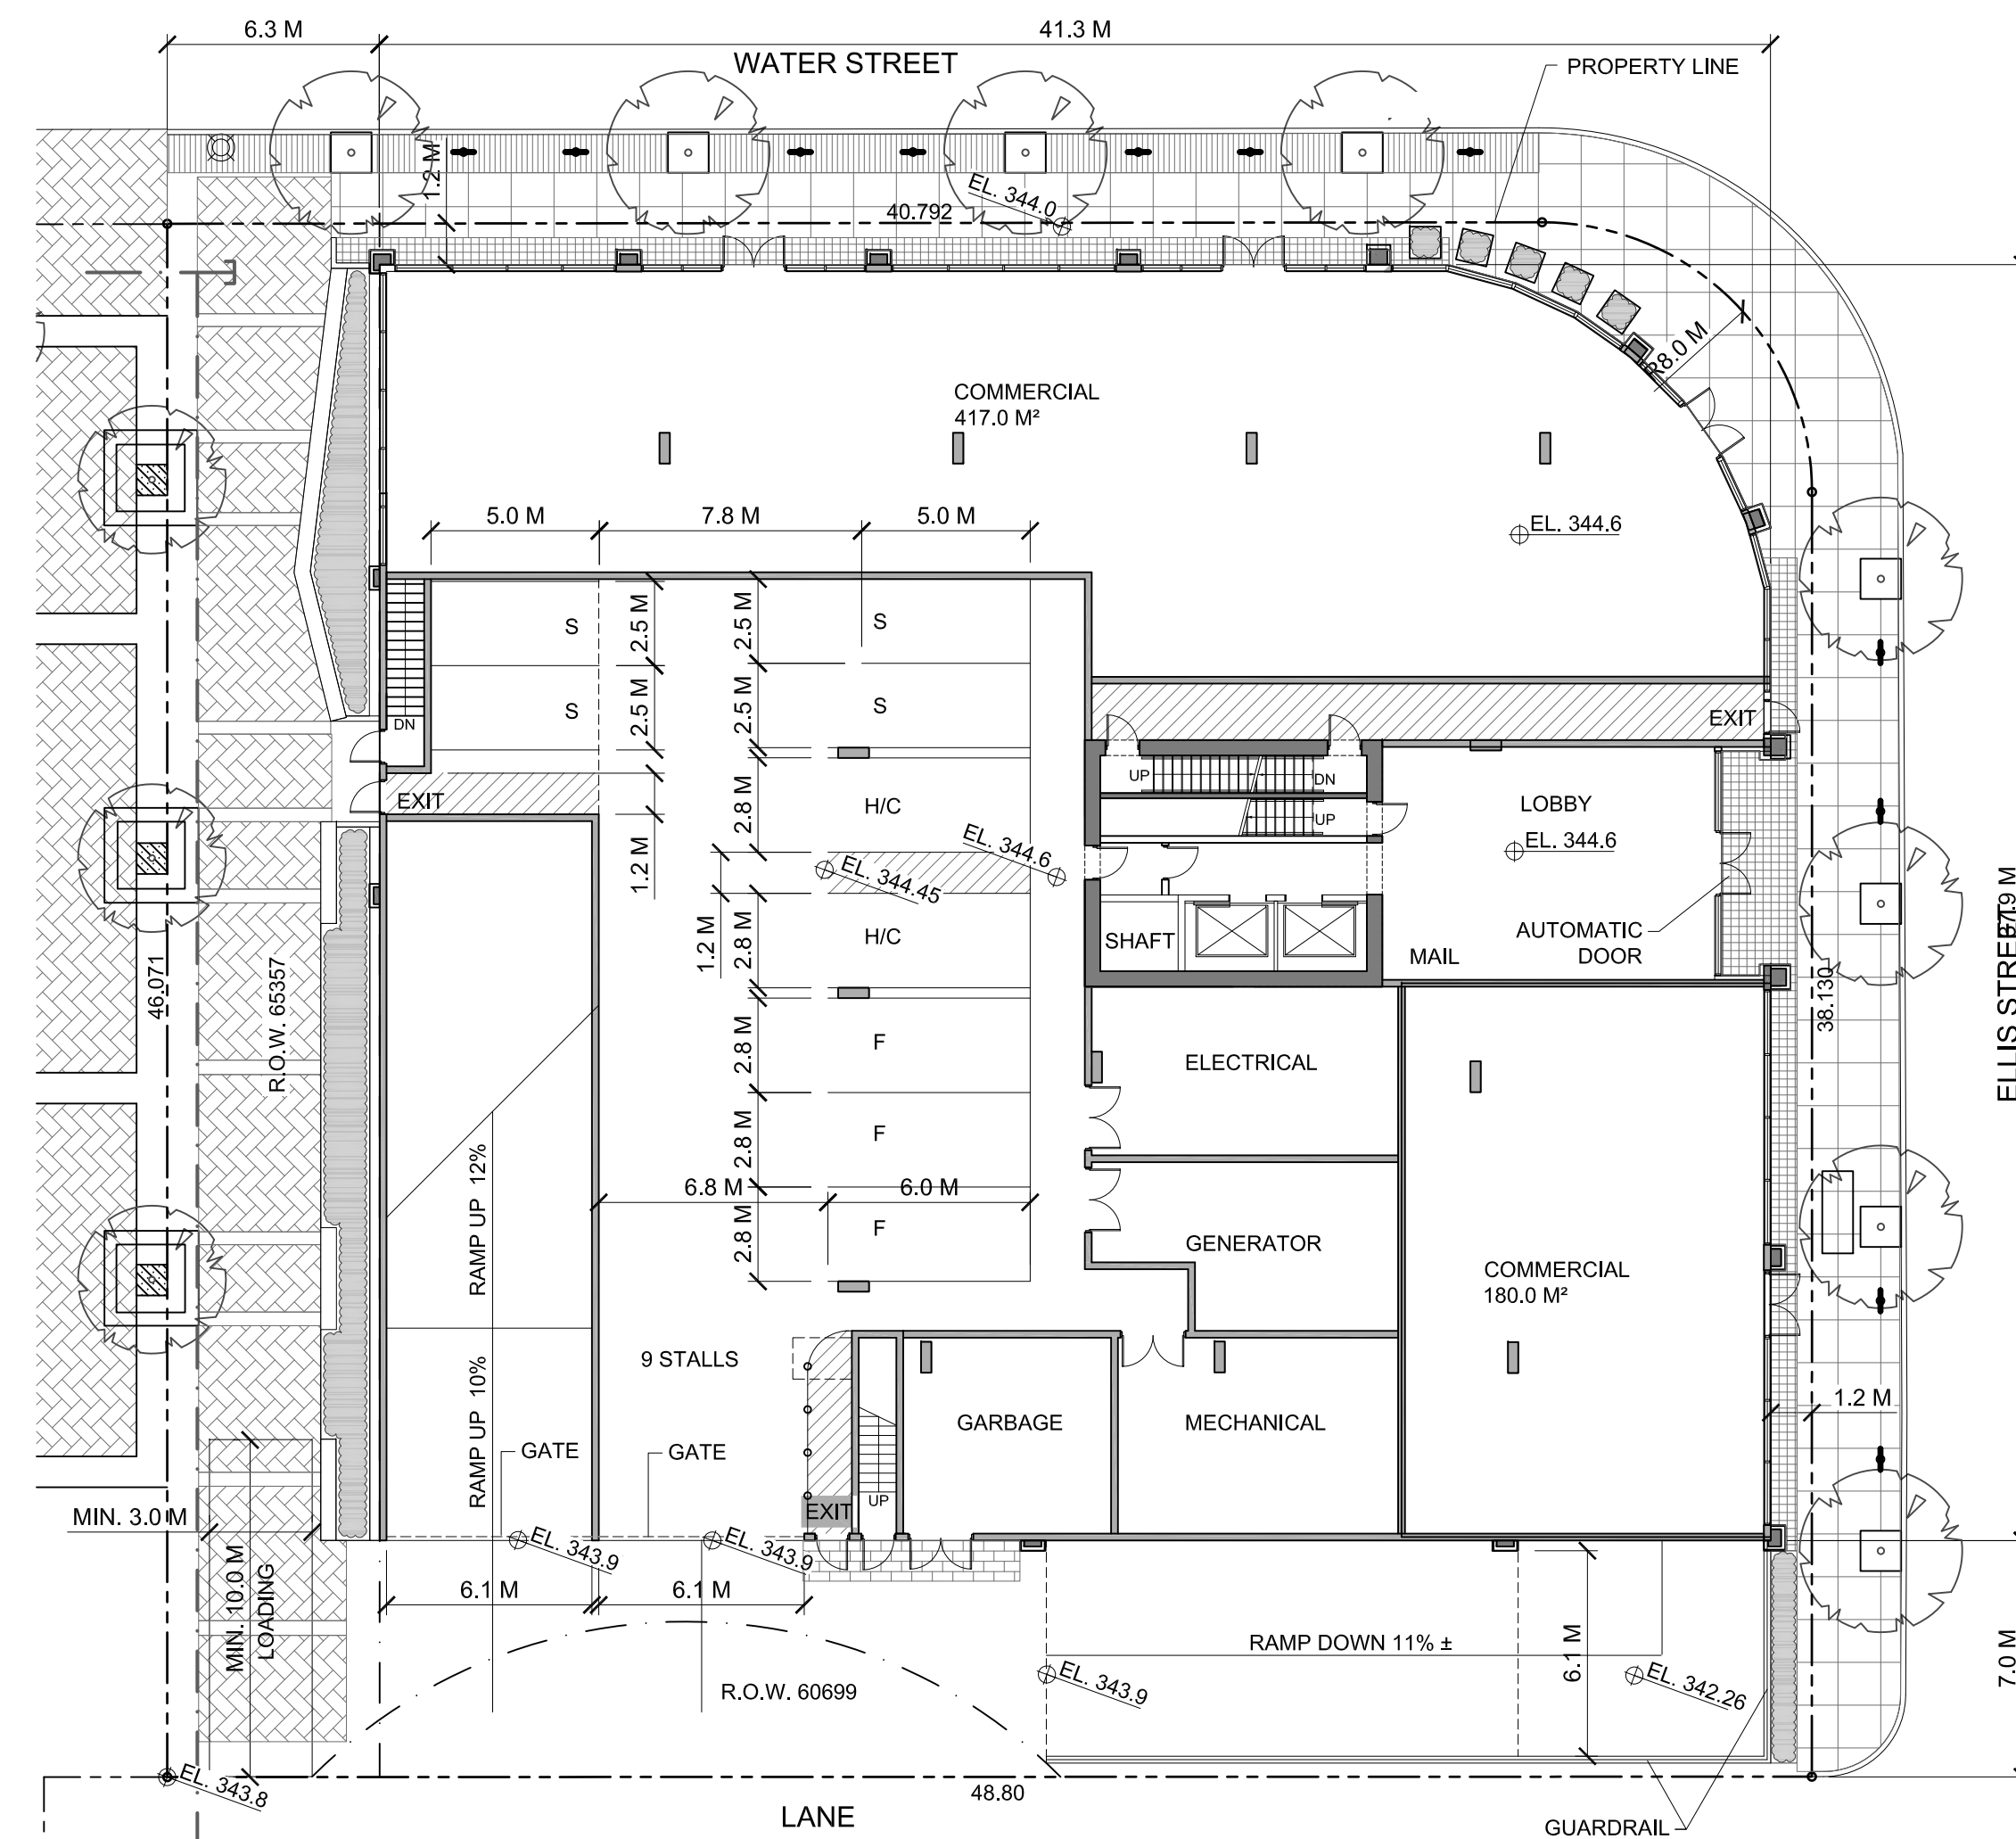 6.3 M
41.3 M
WATER STREET
PROPERTY LINE
1.2 M
EL. 344.0
40.792
R8.0 M
COMMERCIAL
417.0 M²
5.0 M
7.8 M
5.0 M
EL. 344.6
S
2.5 M
2.5 M
S
S
2.5 M
2.5 M
S
DN
EXIT
EXIT
UP
DN
UP
LOBBY
EL. 344.6
2.8 M
H/C
1.2 M
EL. 344.6
EL. 344.45
1.2 M
2.8 M
H/C
SHAFT
MAIL
AUTOMATIC
DOOR
46.071
R.O.W. 65357
38.130
ELLIS STREET
2.8 M
F
ELECTRICAL
2.8 M
F
RAMP UP 12%
6.8 M
6.0 M
2.8 M
F
GENERATOR
COMMERCIAL
180.0 M²
9 STALLS
RAMP UP 10%
1.2 M
GARBAGE
MECHANICAL
GATE
GATE
EXIT
UP
MIN. 3.0 M
MIN. 10.0 M
LOADING
EL. 343.9
EL. 343.9
6.1 M
6.1 M
RAMP DOWN 11% ±
6.1 M
7.0 M
R.O.W. 60699
EL. 343.9
EL. 342.26
EL. 343.8
48.80
LANE
GUARDRAIL